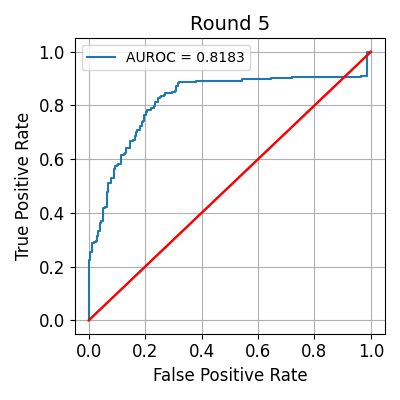 Round 5
AUROC = 0.8183
True Positive Rate
1.0
0.8
0.6
0.4
0.2
0.0
0.0 0.2 0.4 0.6 0.8 1.0
False Positive Rate